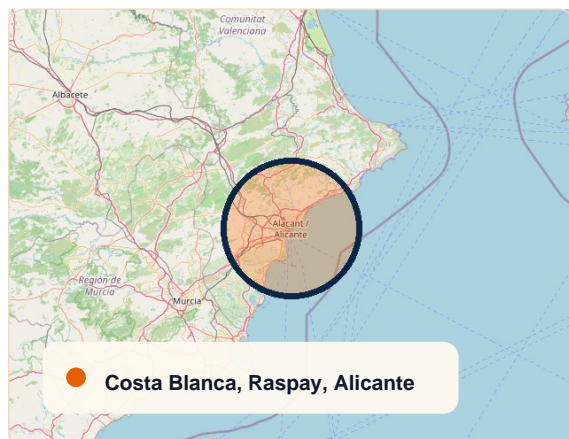 Comunitat
Valenciana
Albacete
Alacant /
Alicante
Región de
Murcia
Murcia
Costa Blanca, Raspay, Alicante